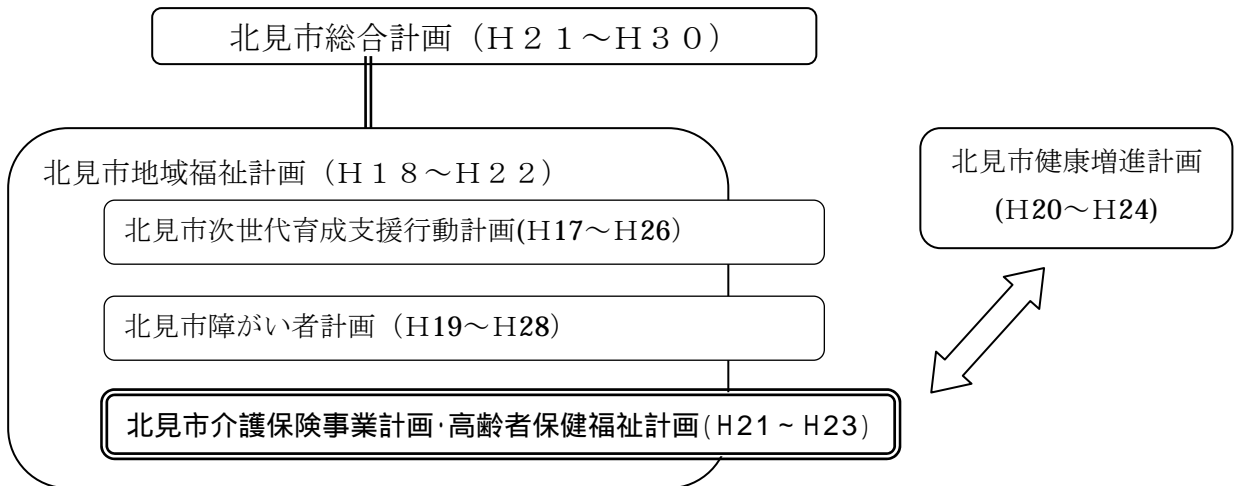 北見市総合計画（Ｈ２１～Ｈ３０）
北見市地域福祉計画（Ｈ１８～Ｈ２２）
北見市次世代育成支援行動計画(H17～H26）
北見市障がい者計画（H19～H28）
北見市介護保険事業計画･高齢者保健福祉計画(H21～H23)
北見市健康増進計画
(H20～H24)